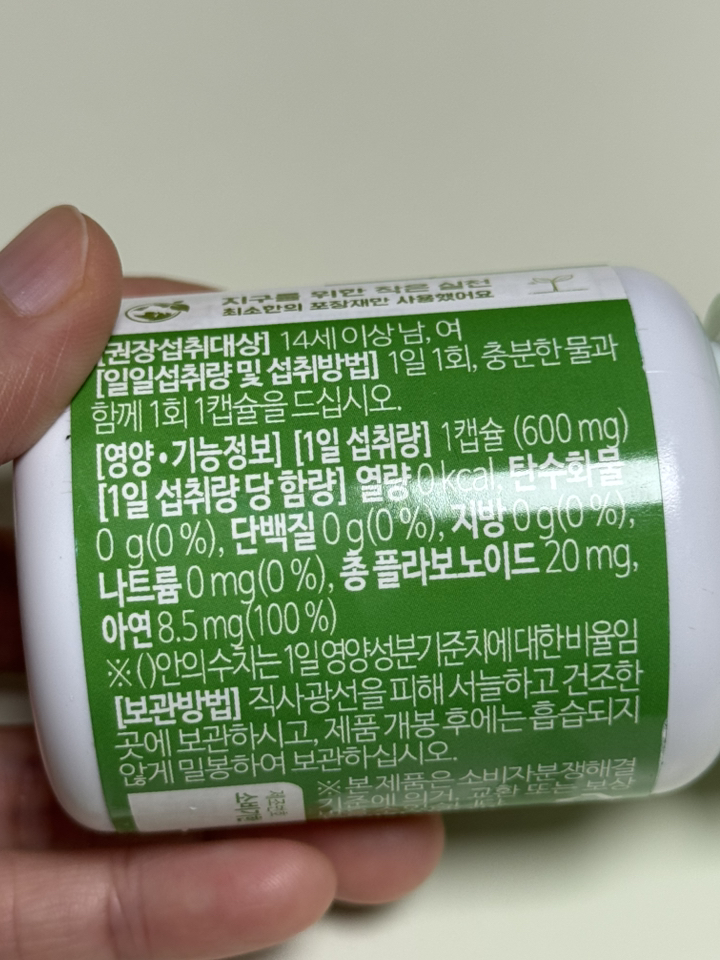 지구를 위한 작은 실천
최소한의 포장재만 사용했어요
[권장섭취대상] 14세 이상 남, 여
[일일섭취량 및 섭취방법] 1일 1회, 충분한 물과
함께 1회 1캡슐을 드십시오.
[영양•기능정보] [1일 섭취량] 1캡슐 (600 mg)
[1일 섭취량 당 함량] 열량 0 kcal, 탄수화물
0 g(0 %), 단백질 0 g(0 %), 지방 0 g(0 %),
나트륨 0 mg(0 %), 총 플라보노이드 20 mg,
아연 8.5 mg(100 %)
※ ( )안의 수치는 1일 영양성분기준치에 대한 비율임
[보관방법] 직사광선을 피해 서늘하고 건조한
곳에 보관하시고, 제품 개봉 후에는 흡습되지
않게 밀봉하여 보관하십시오.
※ 본 제품은 소비자분쟁해결
교환 또는 보상